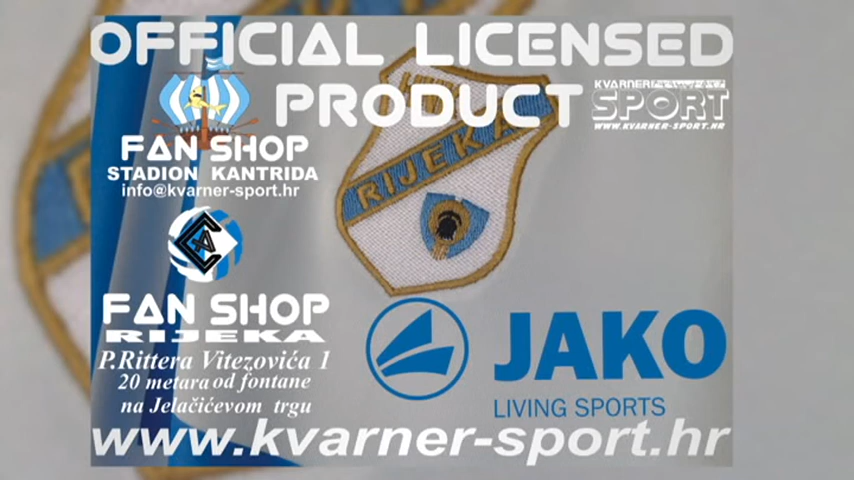 OFFICIAL LICENSED
PRODUCT
KVARNER
SPORT
WWW.KVARNER-SPORT.HR
FAN SHOP
STADION KANTRIDA
info@kvarner-sport.hr
RIJEKA
FAN SHOP
RIJEKA
P.Rittera Vitezovića 1
20 metara od fontane
na Jelačićevom trgu
JAKO
LIVING SPORTS
www.kvarner-sport.hr